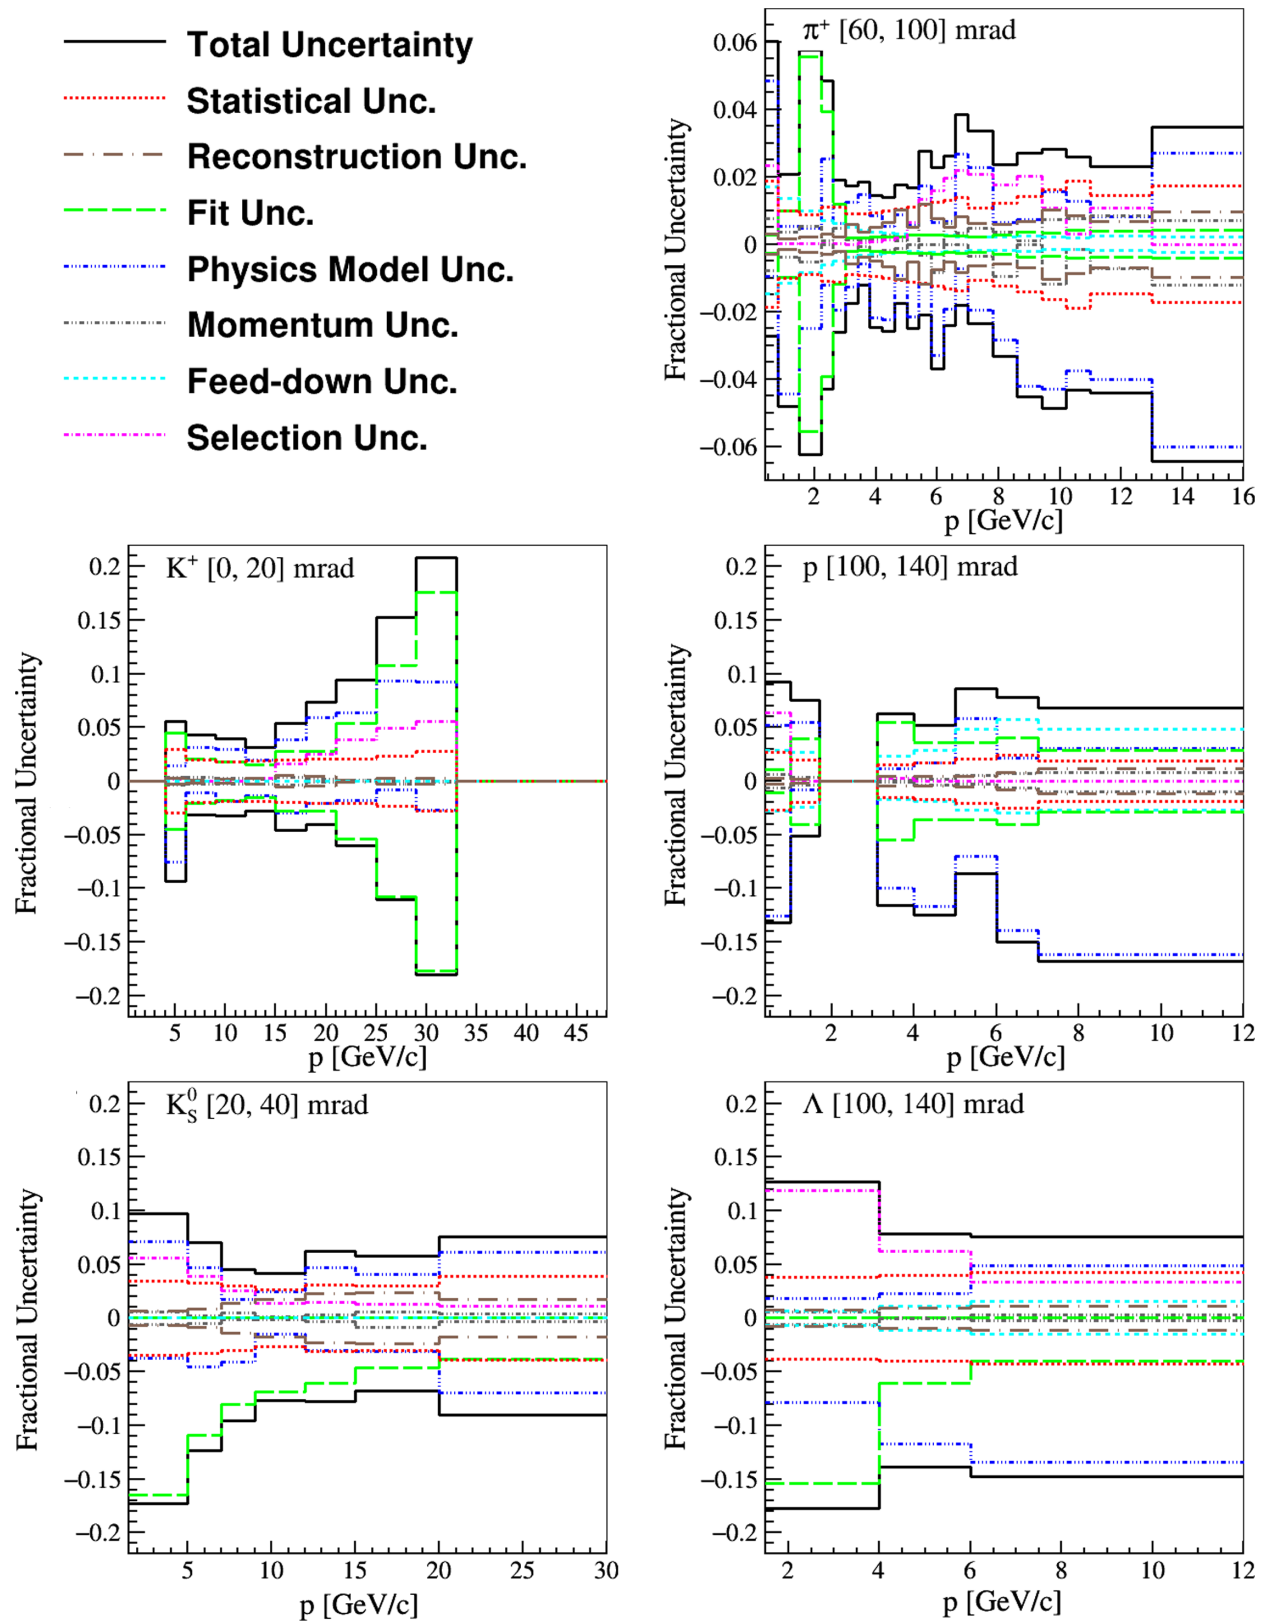 Total Uncertainty
Statistical Unc.
Reconstruction Unc.
Fit Unc.
Physics Model Unc.
Momentum Unc.
Feed-down Unc.
Selection Unc.
π⁺ [60, 100] mrad
Fractional Uncertainty
0.06
0.04
0.02
0
−0.02
−0.04
−0.06
2 4 6 8 10 12 14 16
p [GeV/c]
K⁺ [0, 20] mrad
Fractional Uncertainty
0.2
0.15
0.1
0.05
0
−0.05
−0.1
−0.15
−0.2
5 10 15 20 25 30 35 40 45
p [GeV/c]
p [100, 140] mrad
Fractional Uncertainty
0.2
0.15
0.1
0.05
0
−0.05
−0.1
−0.15
−0.2
2 4 6 8 10 12
p [GeV/c]
K⁰S [20, 40] mrad
Fractional Uncertainty
0.2
0.15
0.1
0.05
0
−0.05
−0.1
−0.15
−0.2
5 10 15 20 25 30
p [GeV/c]
Λ [100, 140] mrad
Fractional Uncertainty
0.2
0.15
0.1
0.05
0
−0.05
−0.1
−0.15
−0.2
2 4 6 8 10 12
p [GeV/c]